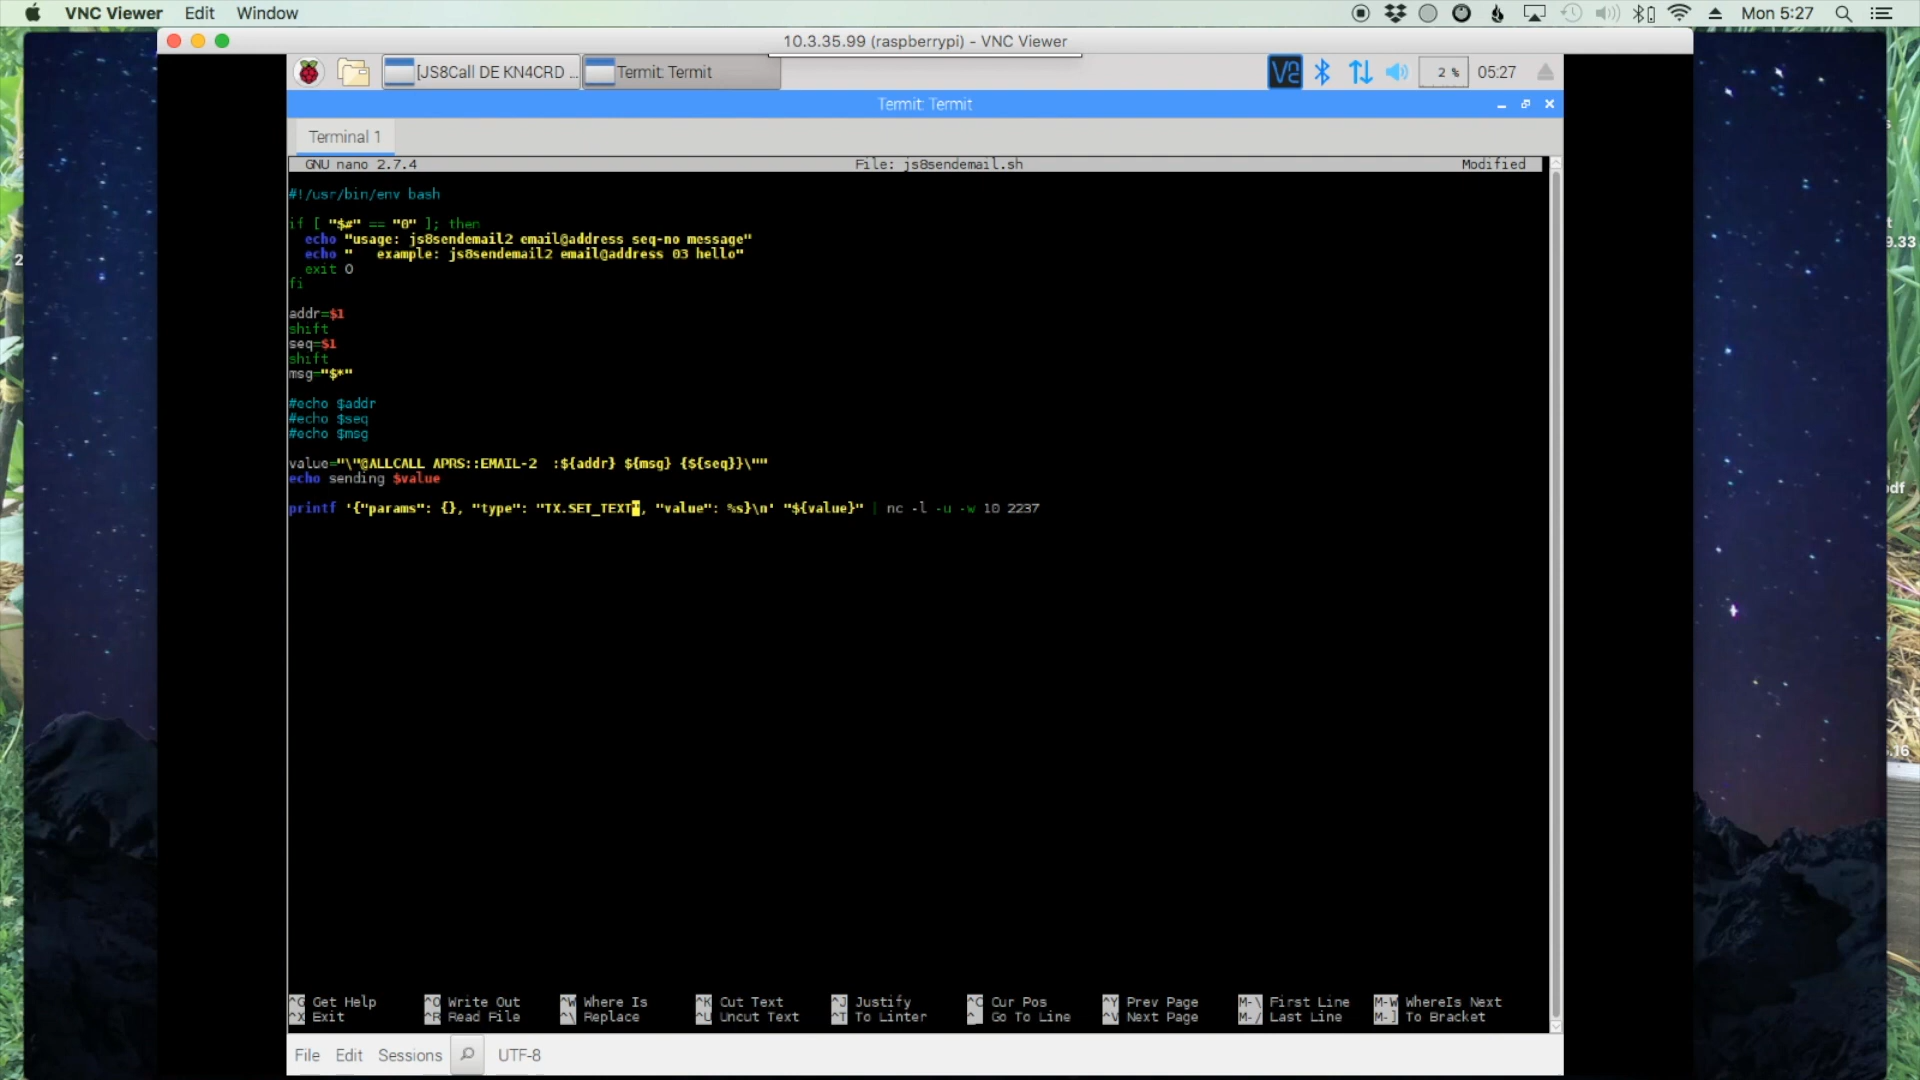 VNC Viewer Edit Window Mon 5:27
10.3.35.99 (raspberrypi) - VNC Viewer
[JS8Call DE KN4CRD ... Termit: Termit 2 % 05:27
Termit: Termit
Terminal 1
GNU nano 2.7.4 File: js8sendemail.sh Modified
#!/usr/bin/env bash
if [ "$#" == "0" ]; then
echo "usage: js8sendemail2 email@address seq-no message"
echo "   example: js8sendemail2 email@address 03 hello"
exit 0
fi
addr=$1
shift
seq=$1
shift
msg="$*"
#echo $addr
#echo $seq
#echo $msg
value="\"@ALLCALL APRS::EMAIL-2  :${addr} ${msg} {${seq}}\""
echo sending $value
printf '{"params": {}, "type": "TX.SET_TEXT", "value": %s}\n' "${value}" | nc -l -u -w 10 2237
^G Get Help ^O Write Out ^W Where Is ^K Cut Text ^J Justify ^C Cur Pos ^Y Prev Page M-\ First Line M-W WhereIs Next
^X Exit ^R Read File ^\ Replace ^U Uncut Text ^T To Linter ^_ Go To Line ^V Next Page M-/ Last Line M-] To Bracket
File Edit Sessions UTF-8
2
9.33
.16